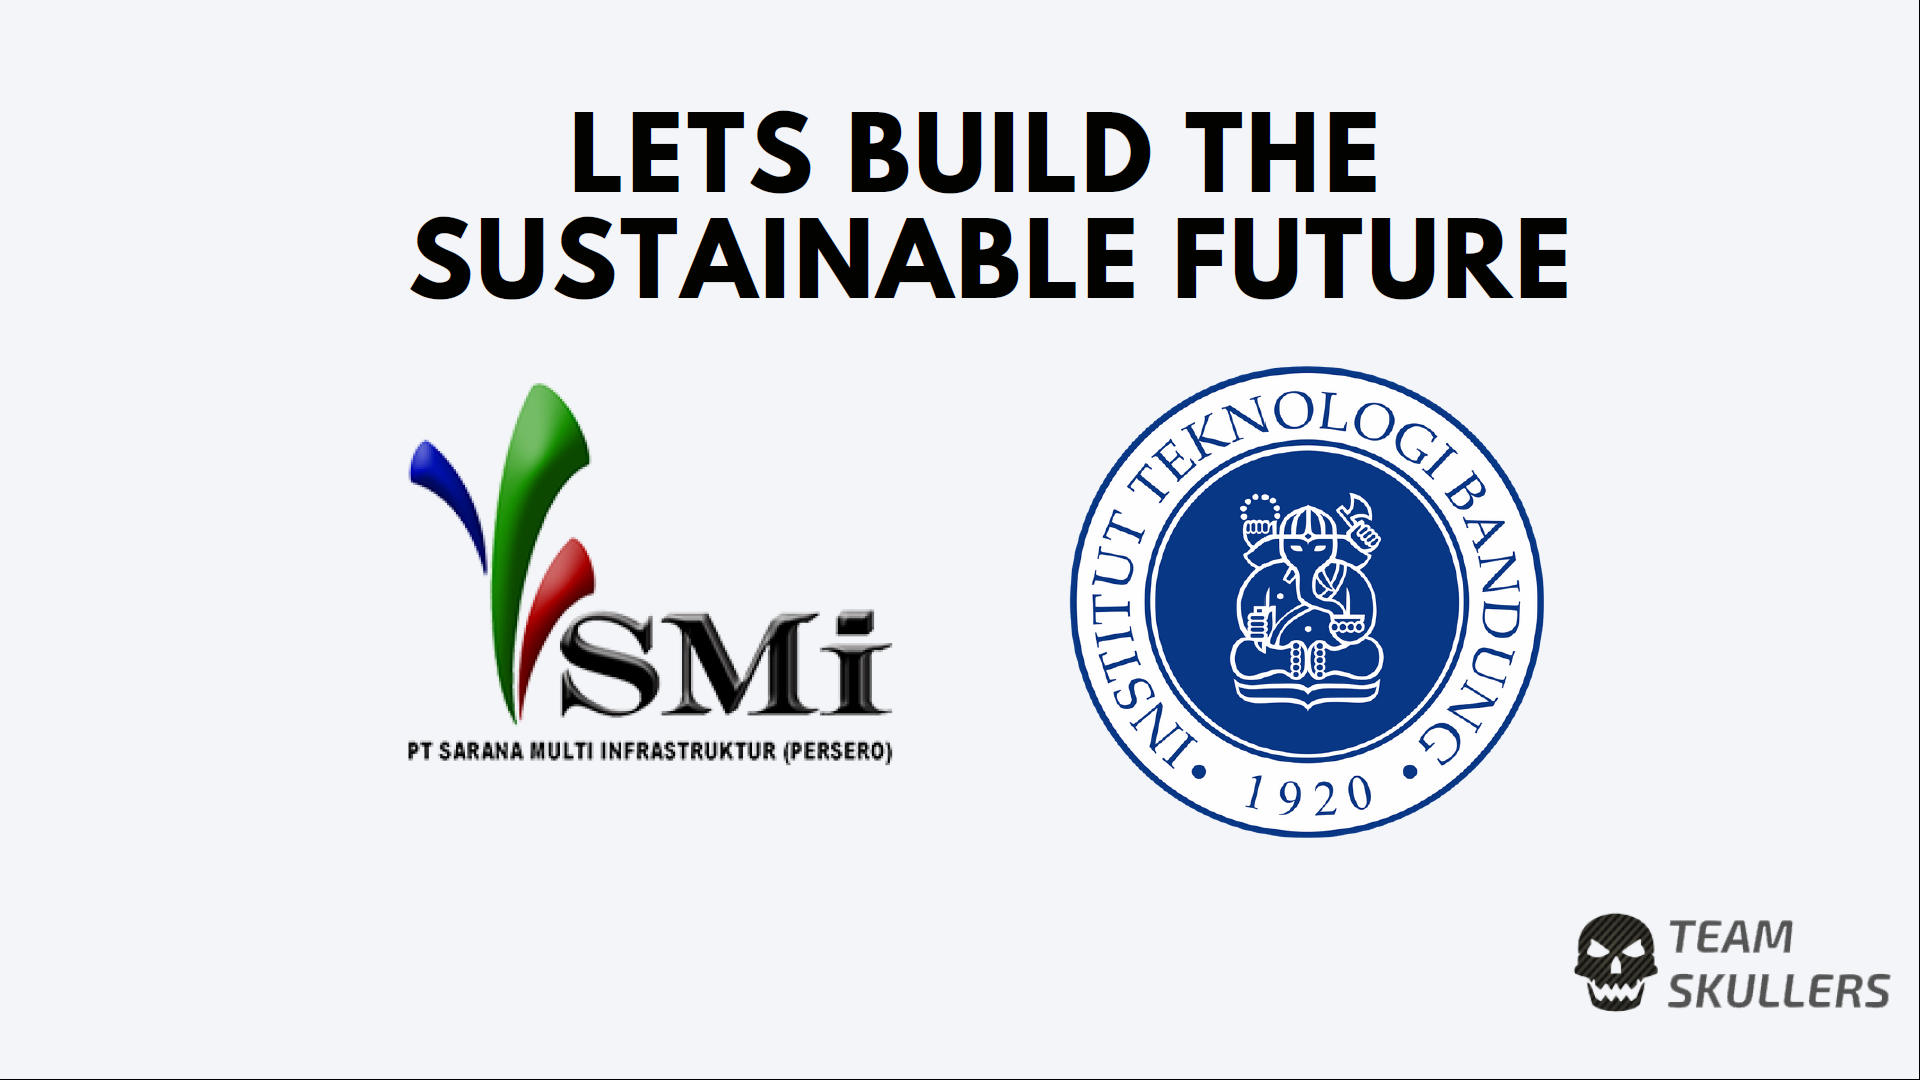 LETS BUILD THE
SUSTAINABLE FUTURE
SMi
PT SARANA MULTI INFRASTRUKTUR (PERSERO)
INSTITUT TEKNOLOGI BANDUNG
• 1920 •
TEAM
SKULLERS